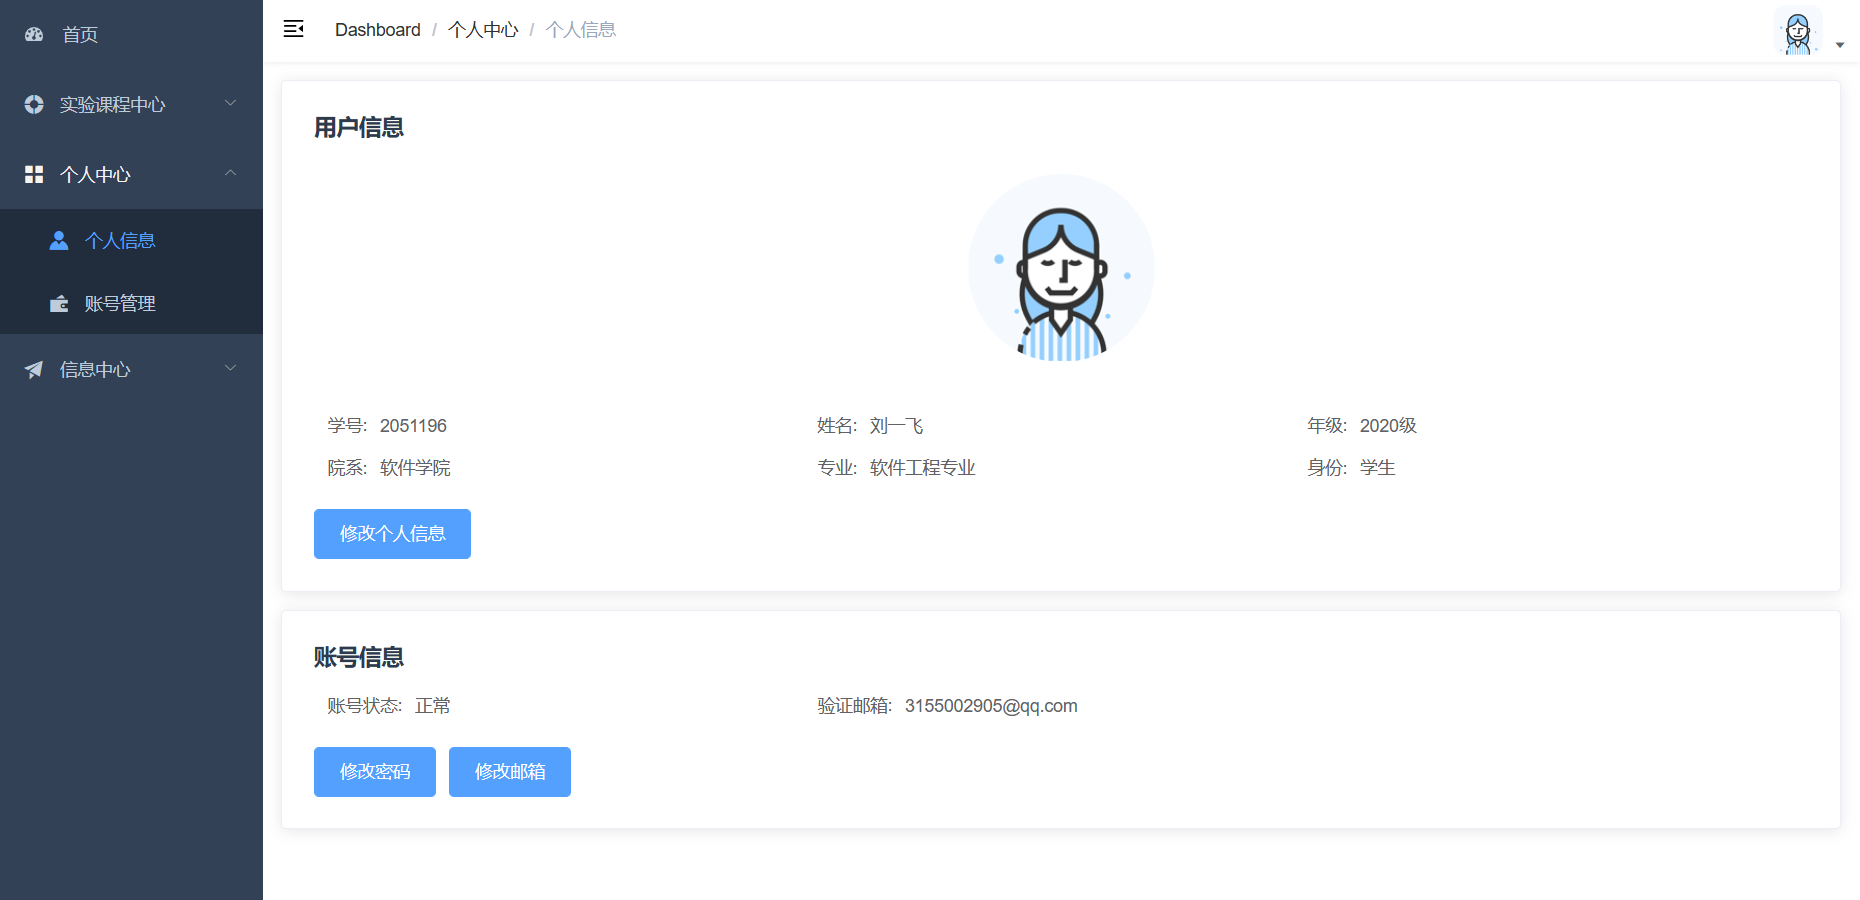 首页
实验课程中心
个人中心
个人信息
账号管理
信息中心
Dashboard / 个人中心 / 个人信息
用户信息
学号: 2051196 姓名: 刘一飞 年级: 2020级
院系: 软件学院 专业: 软件工程专业 身份: 学生
修改个人信息
账号信息
账号状态: 正常 验证邮箱: 3155002905@qq.com
修改密码 修改邮箱